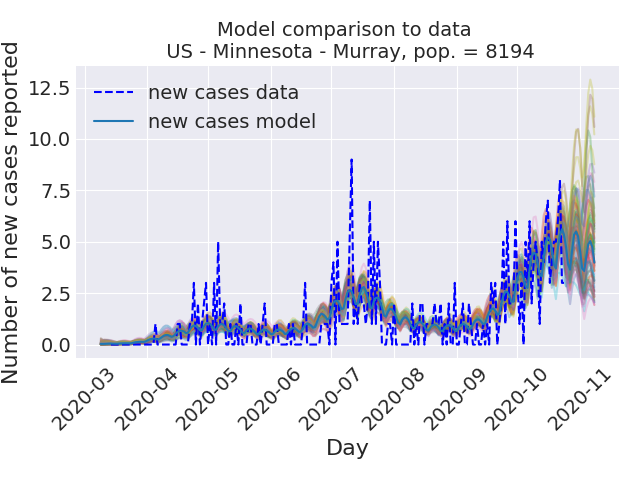 Model comparison to data
US - Minnesota - Murray, pop. = 8194
Number of new cases reported
12.5
10.0
7.5
5.0
2.5
0.0
new cases data
new cases model
2020-03
2020-04
2020-05
2020-06
2020-07
2020-08
2020-09
2020-10
2020-11
Day